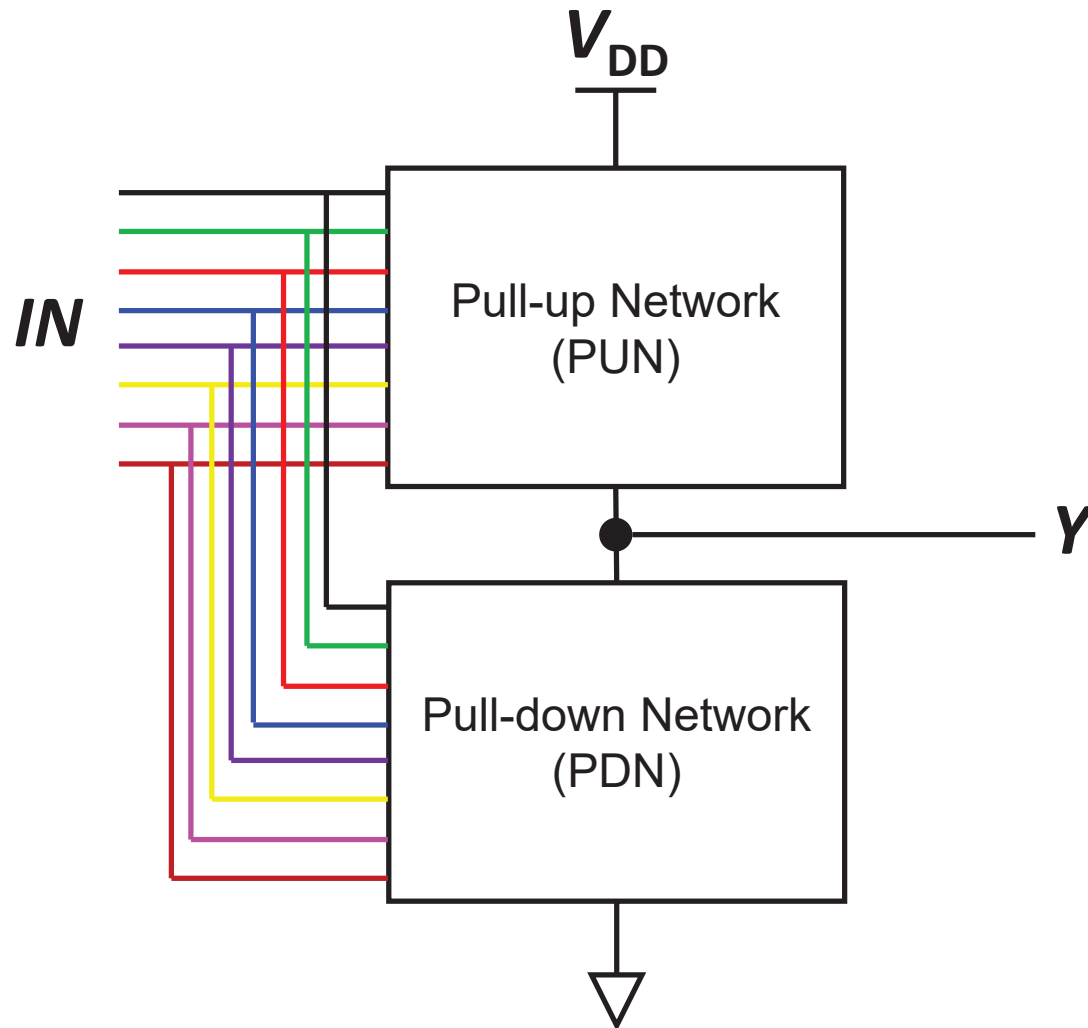 VDD
Pull-up Network
(PUN)
IN
Y
Pull-down Network
(PDN)